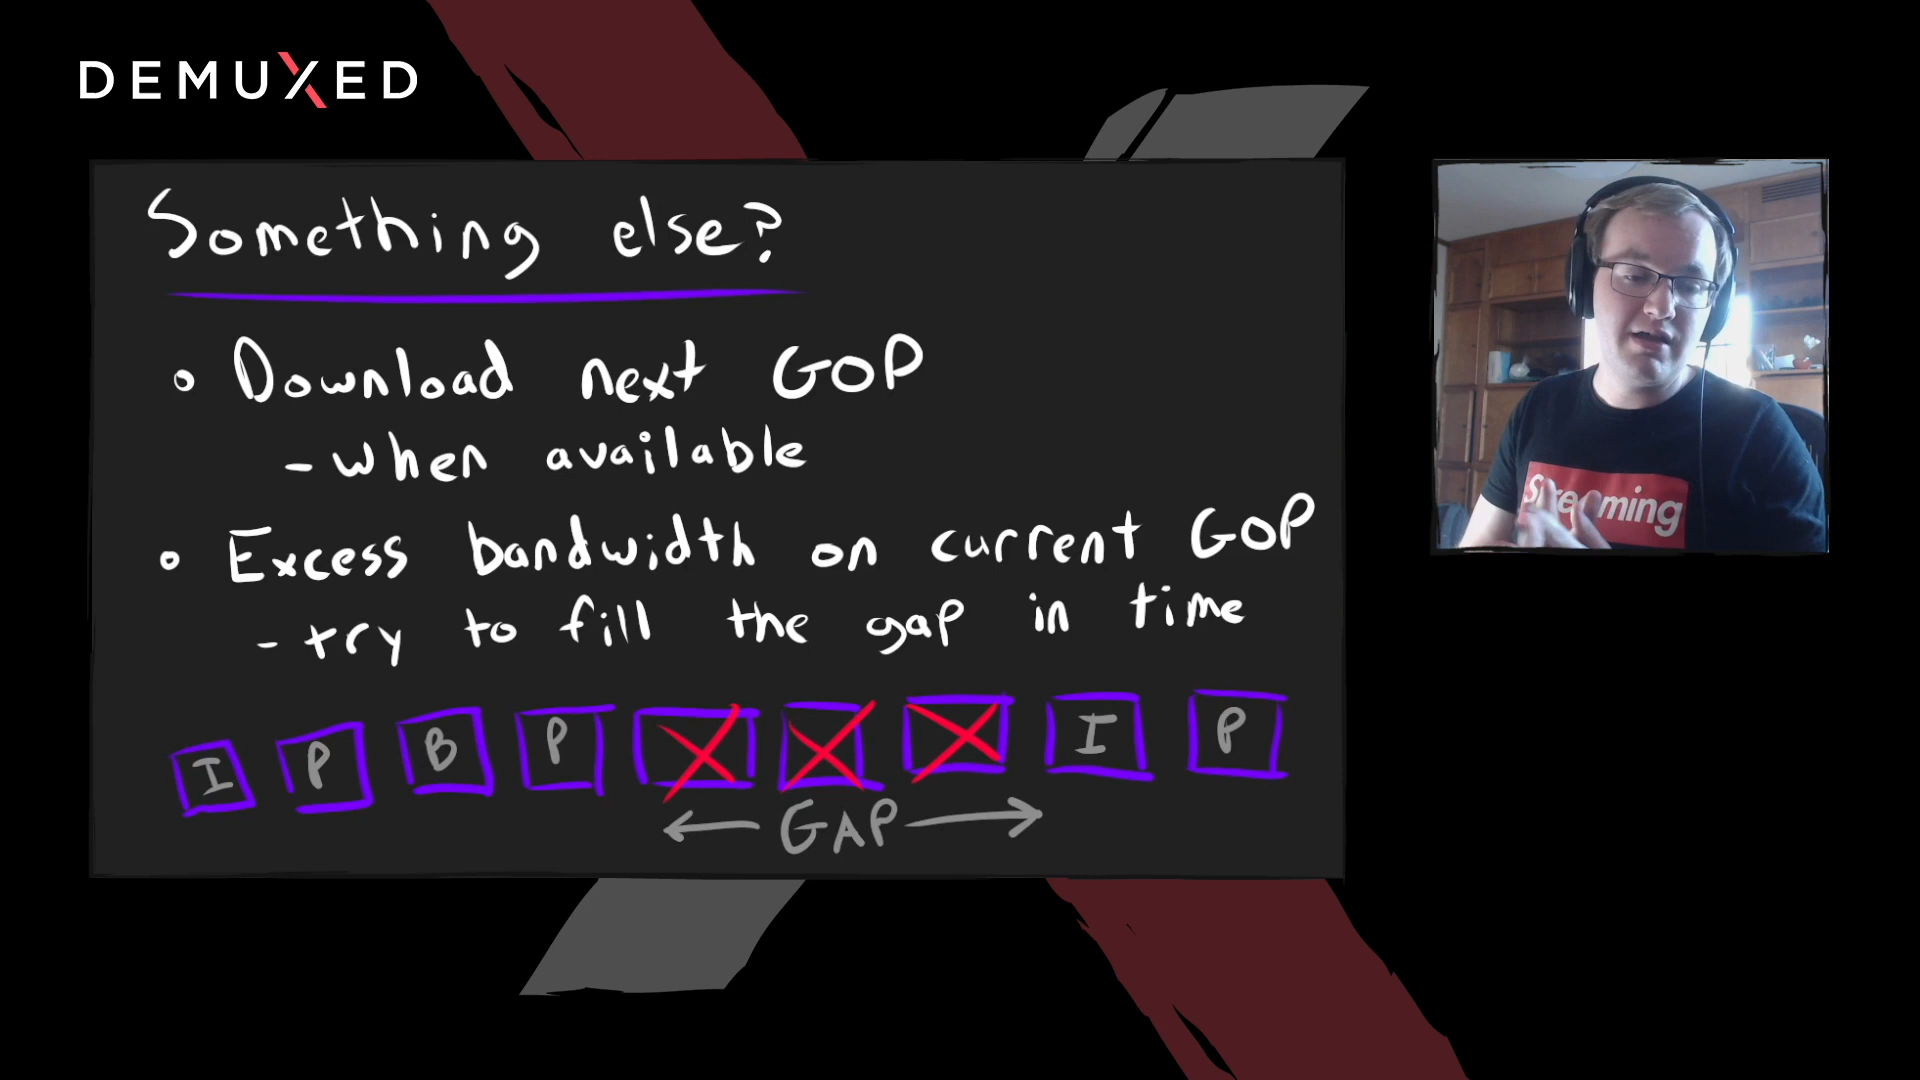 DEMUXED
Something else?
Download next GoP
- when available
Excess bandwidth on current GoP
- try to fill the gap in time
I P B P X X X I P
GAP
streaming